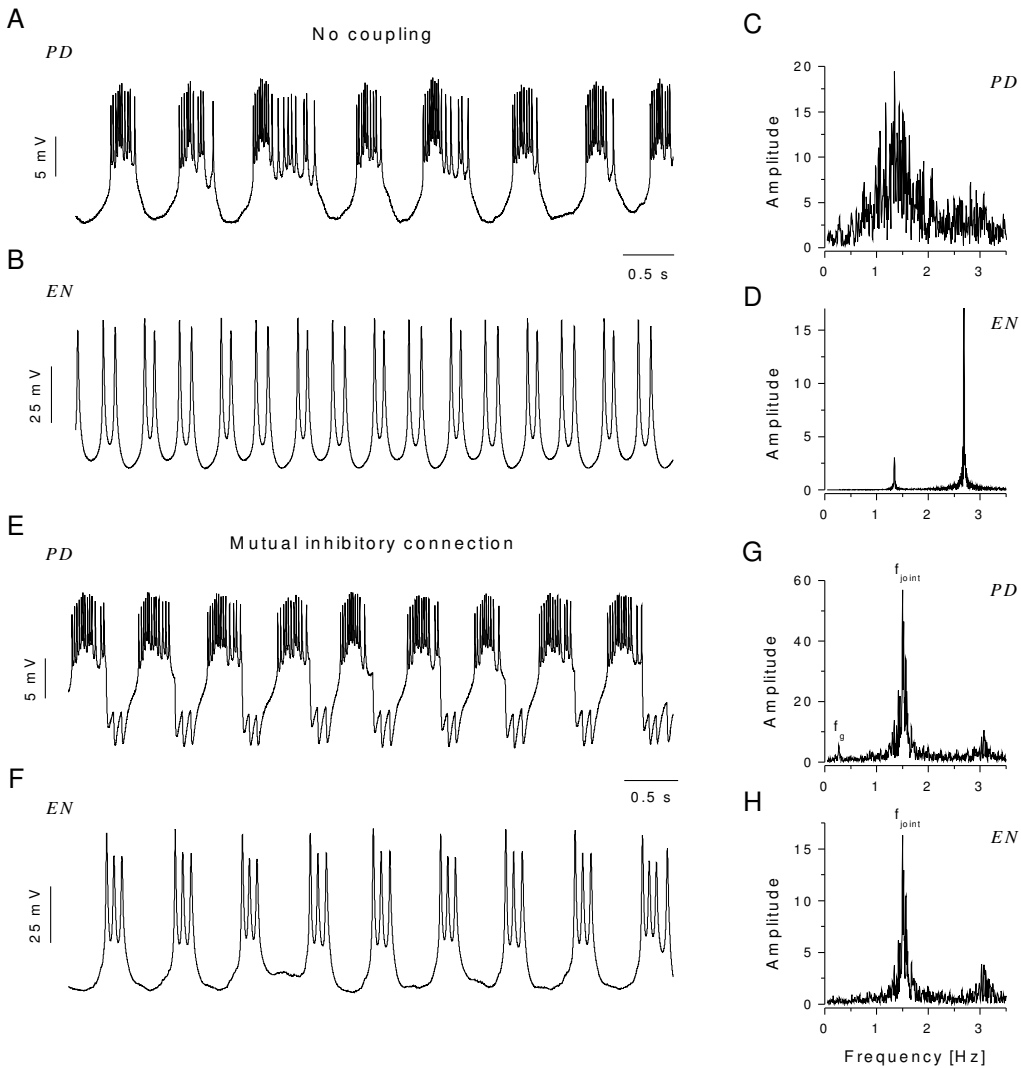 A
No coupling
PD
5 mV
0.5 s
B
EN
25 mV
C
PD
Amplitude
20
15
10
5
0
0 1 2 3
D
EN
Amplitude
15
10
5
0
0 1 2 3
E
Mutual inhibitory connection
PD
5 mV
0.5 s
F
EN
25 mV
G
f joint
PD
Amplitude
60
40
20
0
f g
0 1 2 3
H
f joint
EN
Amplitude
15
10
5
0
0 1 2 3
Frequency [Hz]